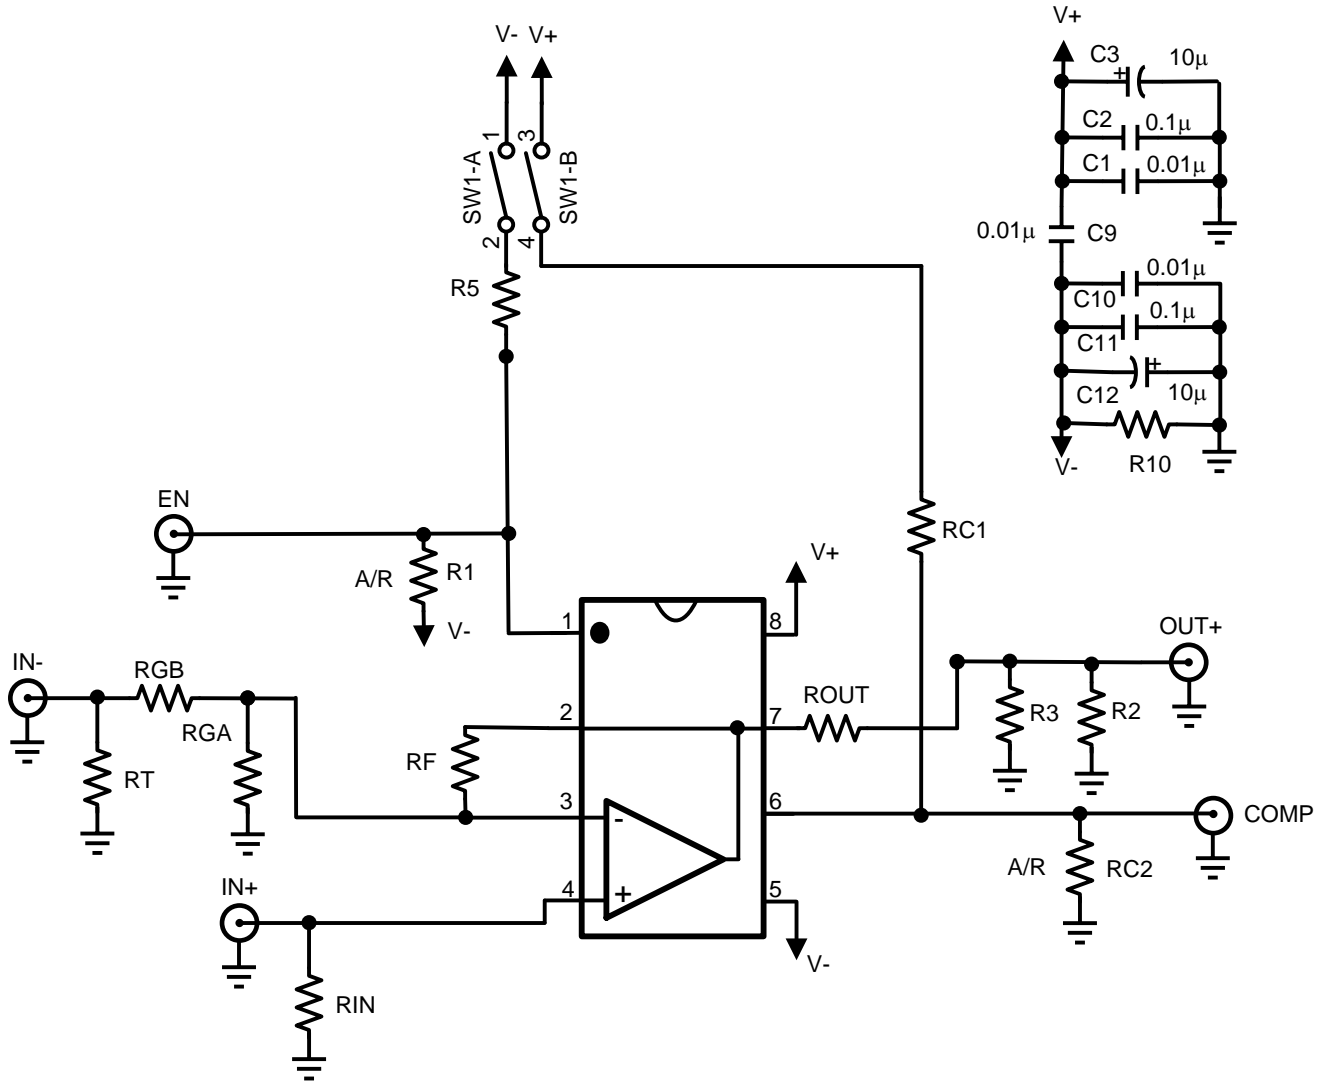 V+
C3
10μ
+
C2
0.1μ
C1
0.01μ
0.01μ
C9
0.01μ
C10
0.1μ
C11
+
C12
10μ
R10
V-
V-
V+
1
3
SW1-A
SW1-B
2
4
R5
RC1
EN
A/R
R1
V-
V+
1
8
OUT+
IN-
RGB
RGA
RT
RF
2
7
ROUT
R3
R2
3
6
-
COMP
A/R
RC2
IN+
4
+
5
V-
RIN